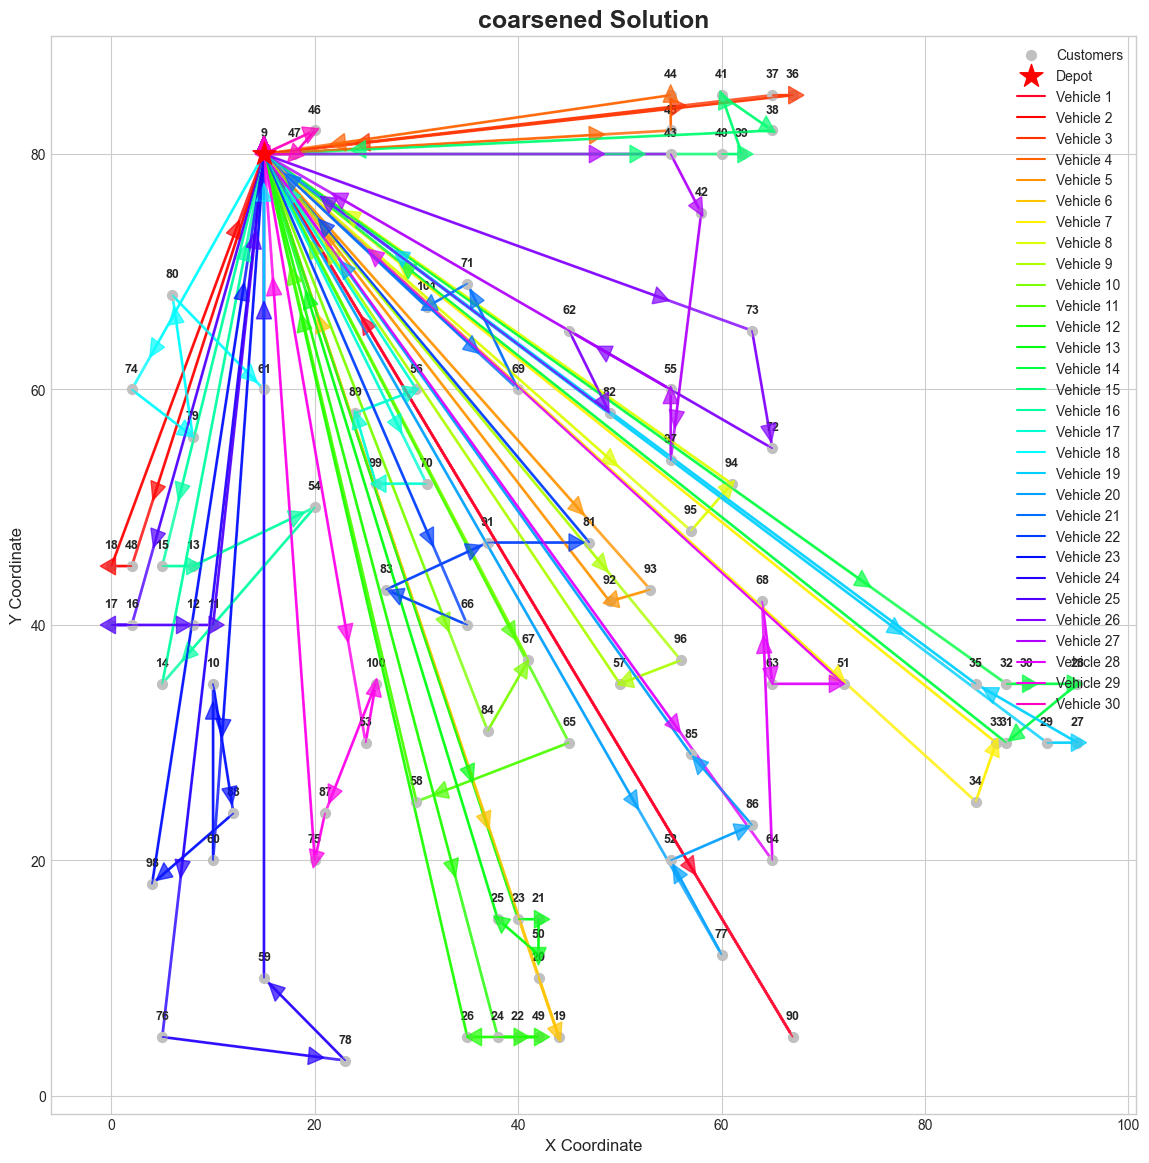 coarsened Solution
Customers
Depot
Vehicle 1
Vehicle 2
Vehicle 3
Vehicle 4
Vehicle 5
Vehicle 6
Vehicle 7
Vehicle 8
Vehicle 9
Vehicle 10
Vehicle 11
Vehicle 12
Vehicle 13
Vehicle 14
Vehicle 15
Vehicle 16
Vehicle 17
Vehicle 18
Vehicle 19
Vehicle 20
Vehicle 21
Vehicle 22
Vehicle 23
Vehicle 24
Vehicle 25
Vehicle 26
Vehicle 27
Vehicle 28
Vehicle 29
Vehicle 30
44 41 37 36
46 45 38
9 47 43 40 39
42
80 71
101
62 73
74 61 56 69 55
79 89 82 72
99 70 97 94
54 95
18 48 15 13 91 81
83 92 93
17 16 12 11 66 68
14 10 100 67 57 96 63 51 35 32 30 28
53 84 65 85 33 31 29 27
88 87 58 86 34
98 60 75 52 64
25 23 21
59 50 77
20
76 78 26 24 22 49 19 90
Y Coordinate
80
60
40
20
0
0 20 40 60 80 100
X Coordinate